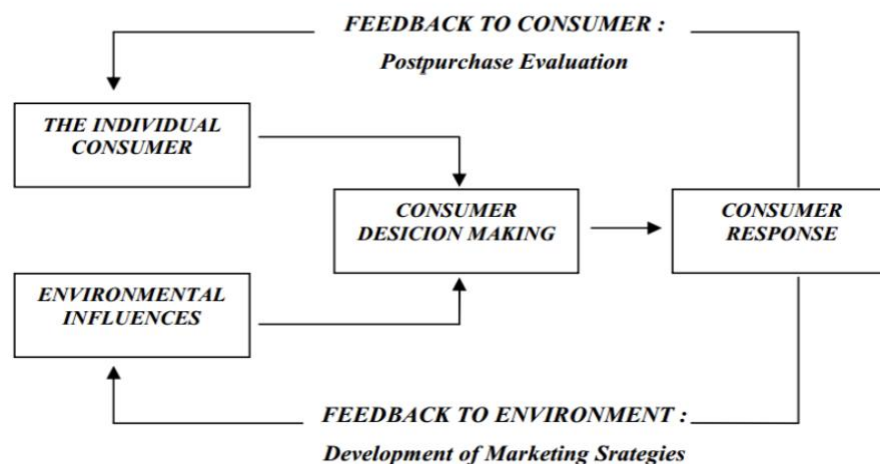 FEEDBACK TO CONSUMER :
Postpurchase Evaluation
THE INDIVIDUAL
CONSUMER
CONSUMER
DESICION MAKING
CONSUMER
RESPONSE
ENVIRONMENTAL
INFLUENCES
FEEDBACK TO ENVIRONMENT :
Development of Marketing Srategies